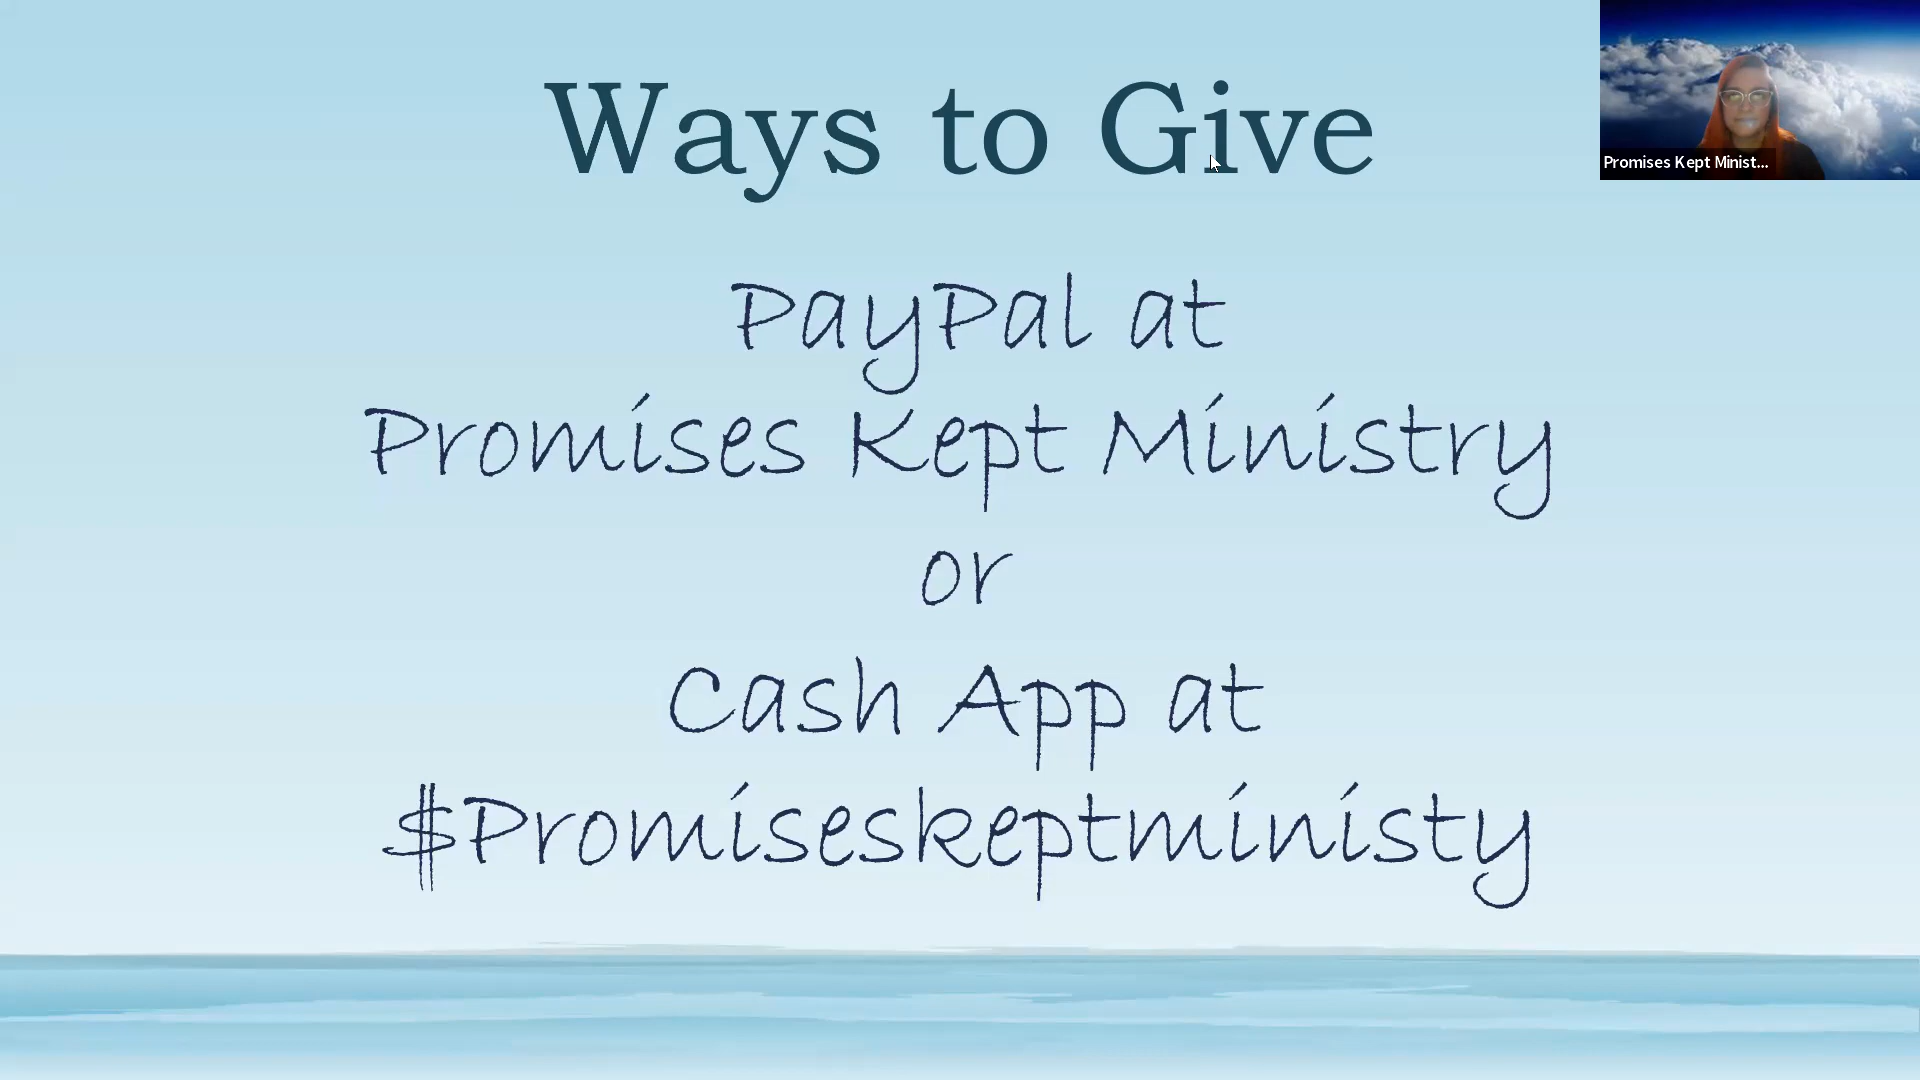 Ways to Give
PayPal at
Promises Kept Ministry
or
Cash App at
$Promiseskeptministy
Promises Kept Minist...